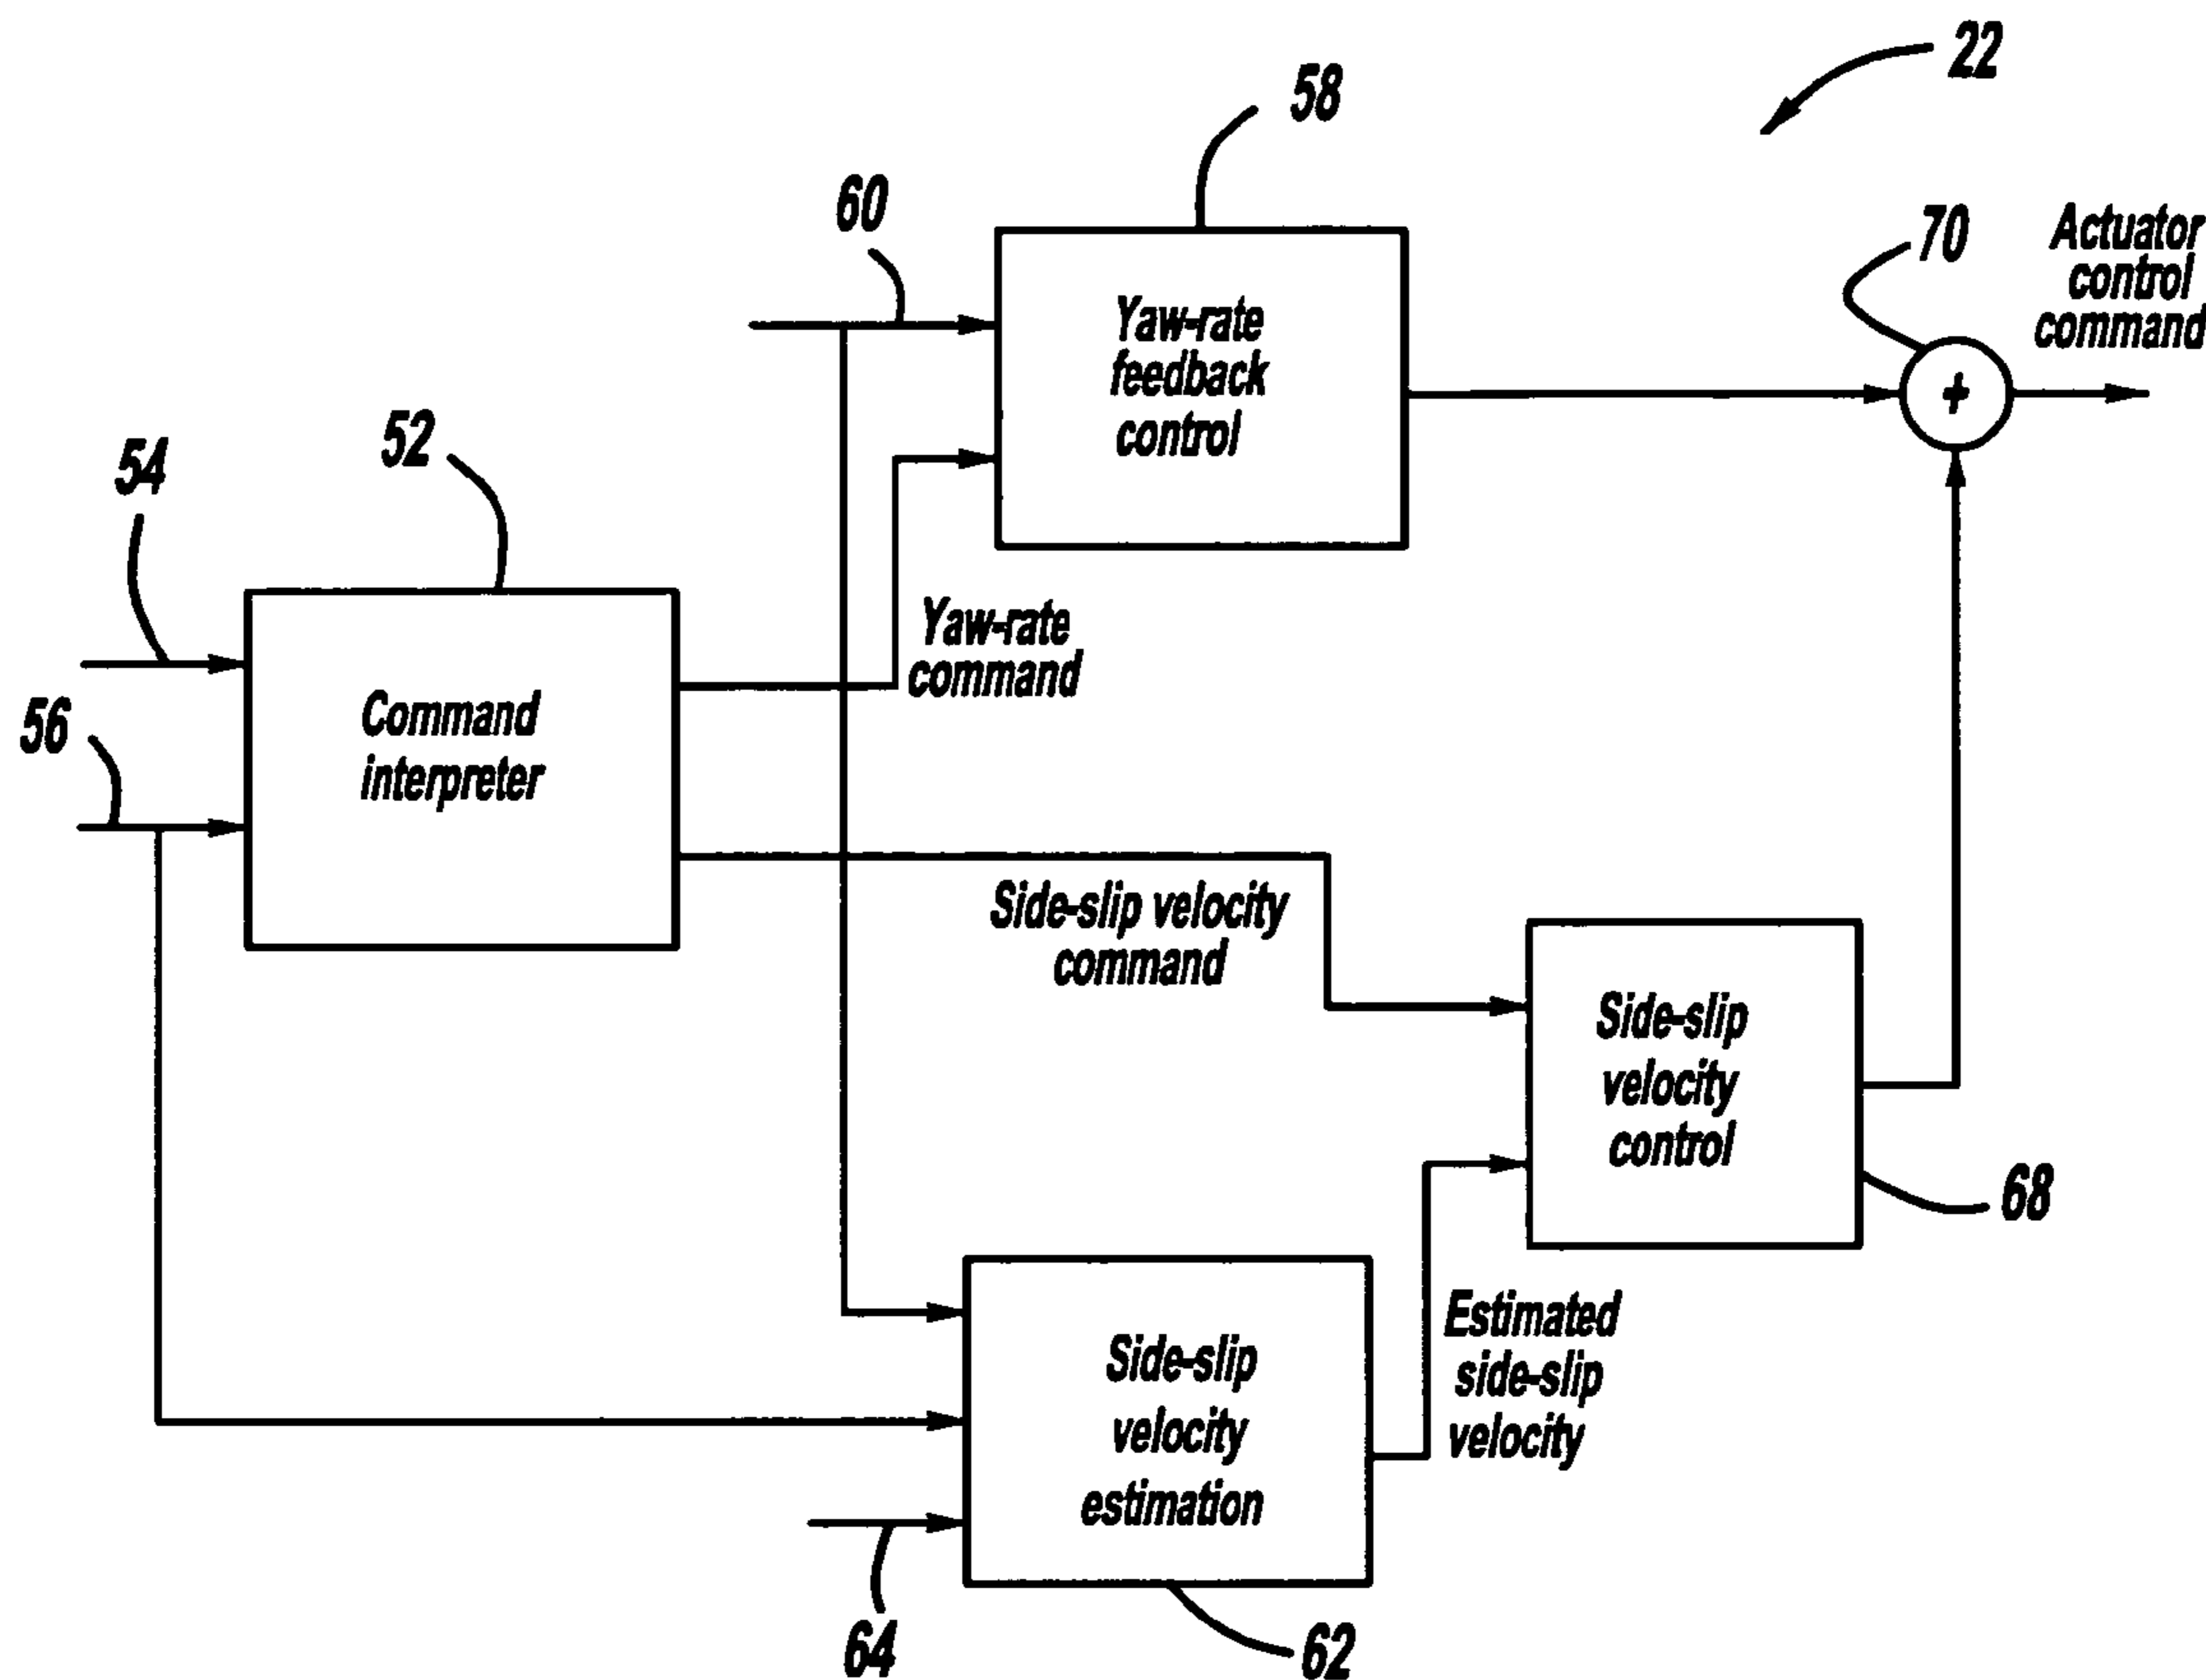 22
58
60
70
Actuator
control
command
Yaw-rate
feedback
control
+
52
54
Yaw-rate
command
56
Command
interpreter
Side-slip velocity
command
Side-slip
velocity
control
68
Estimated
side-slip
velocity
Side-slip
velocity
estimation
64
62